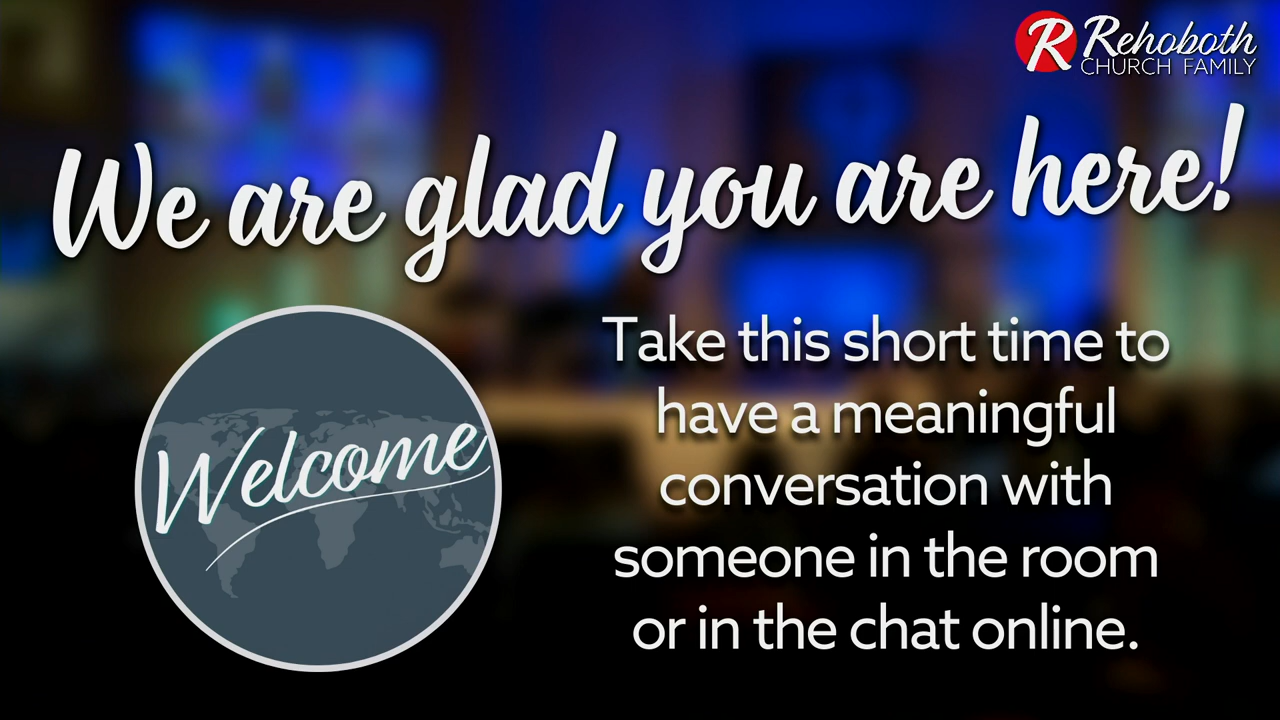 R Rehoboth
CHURCH FAMILY
We are glad you are here!
Welcome
Take this short time to
have a meaningful
conversation with
someone in the room
or in the chat online.